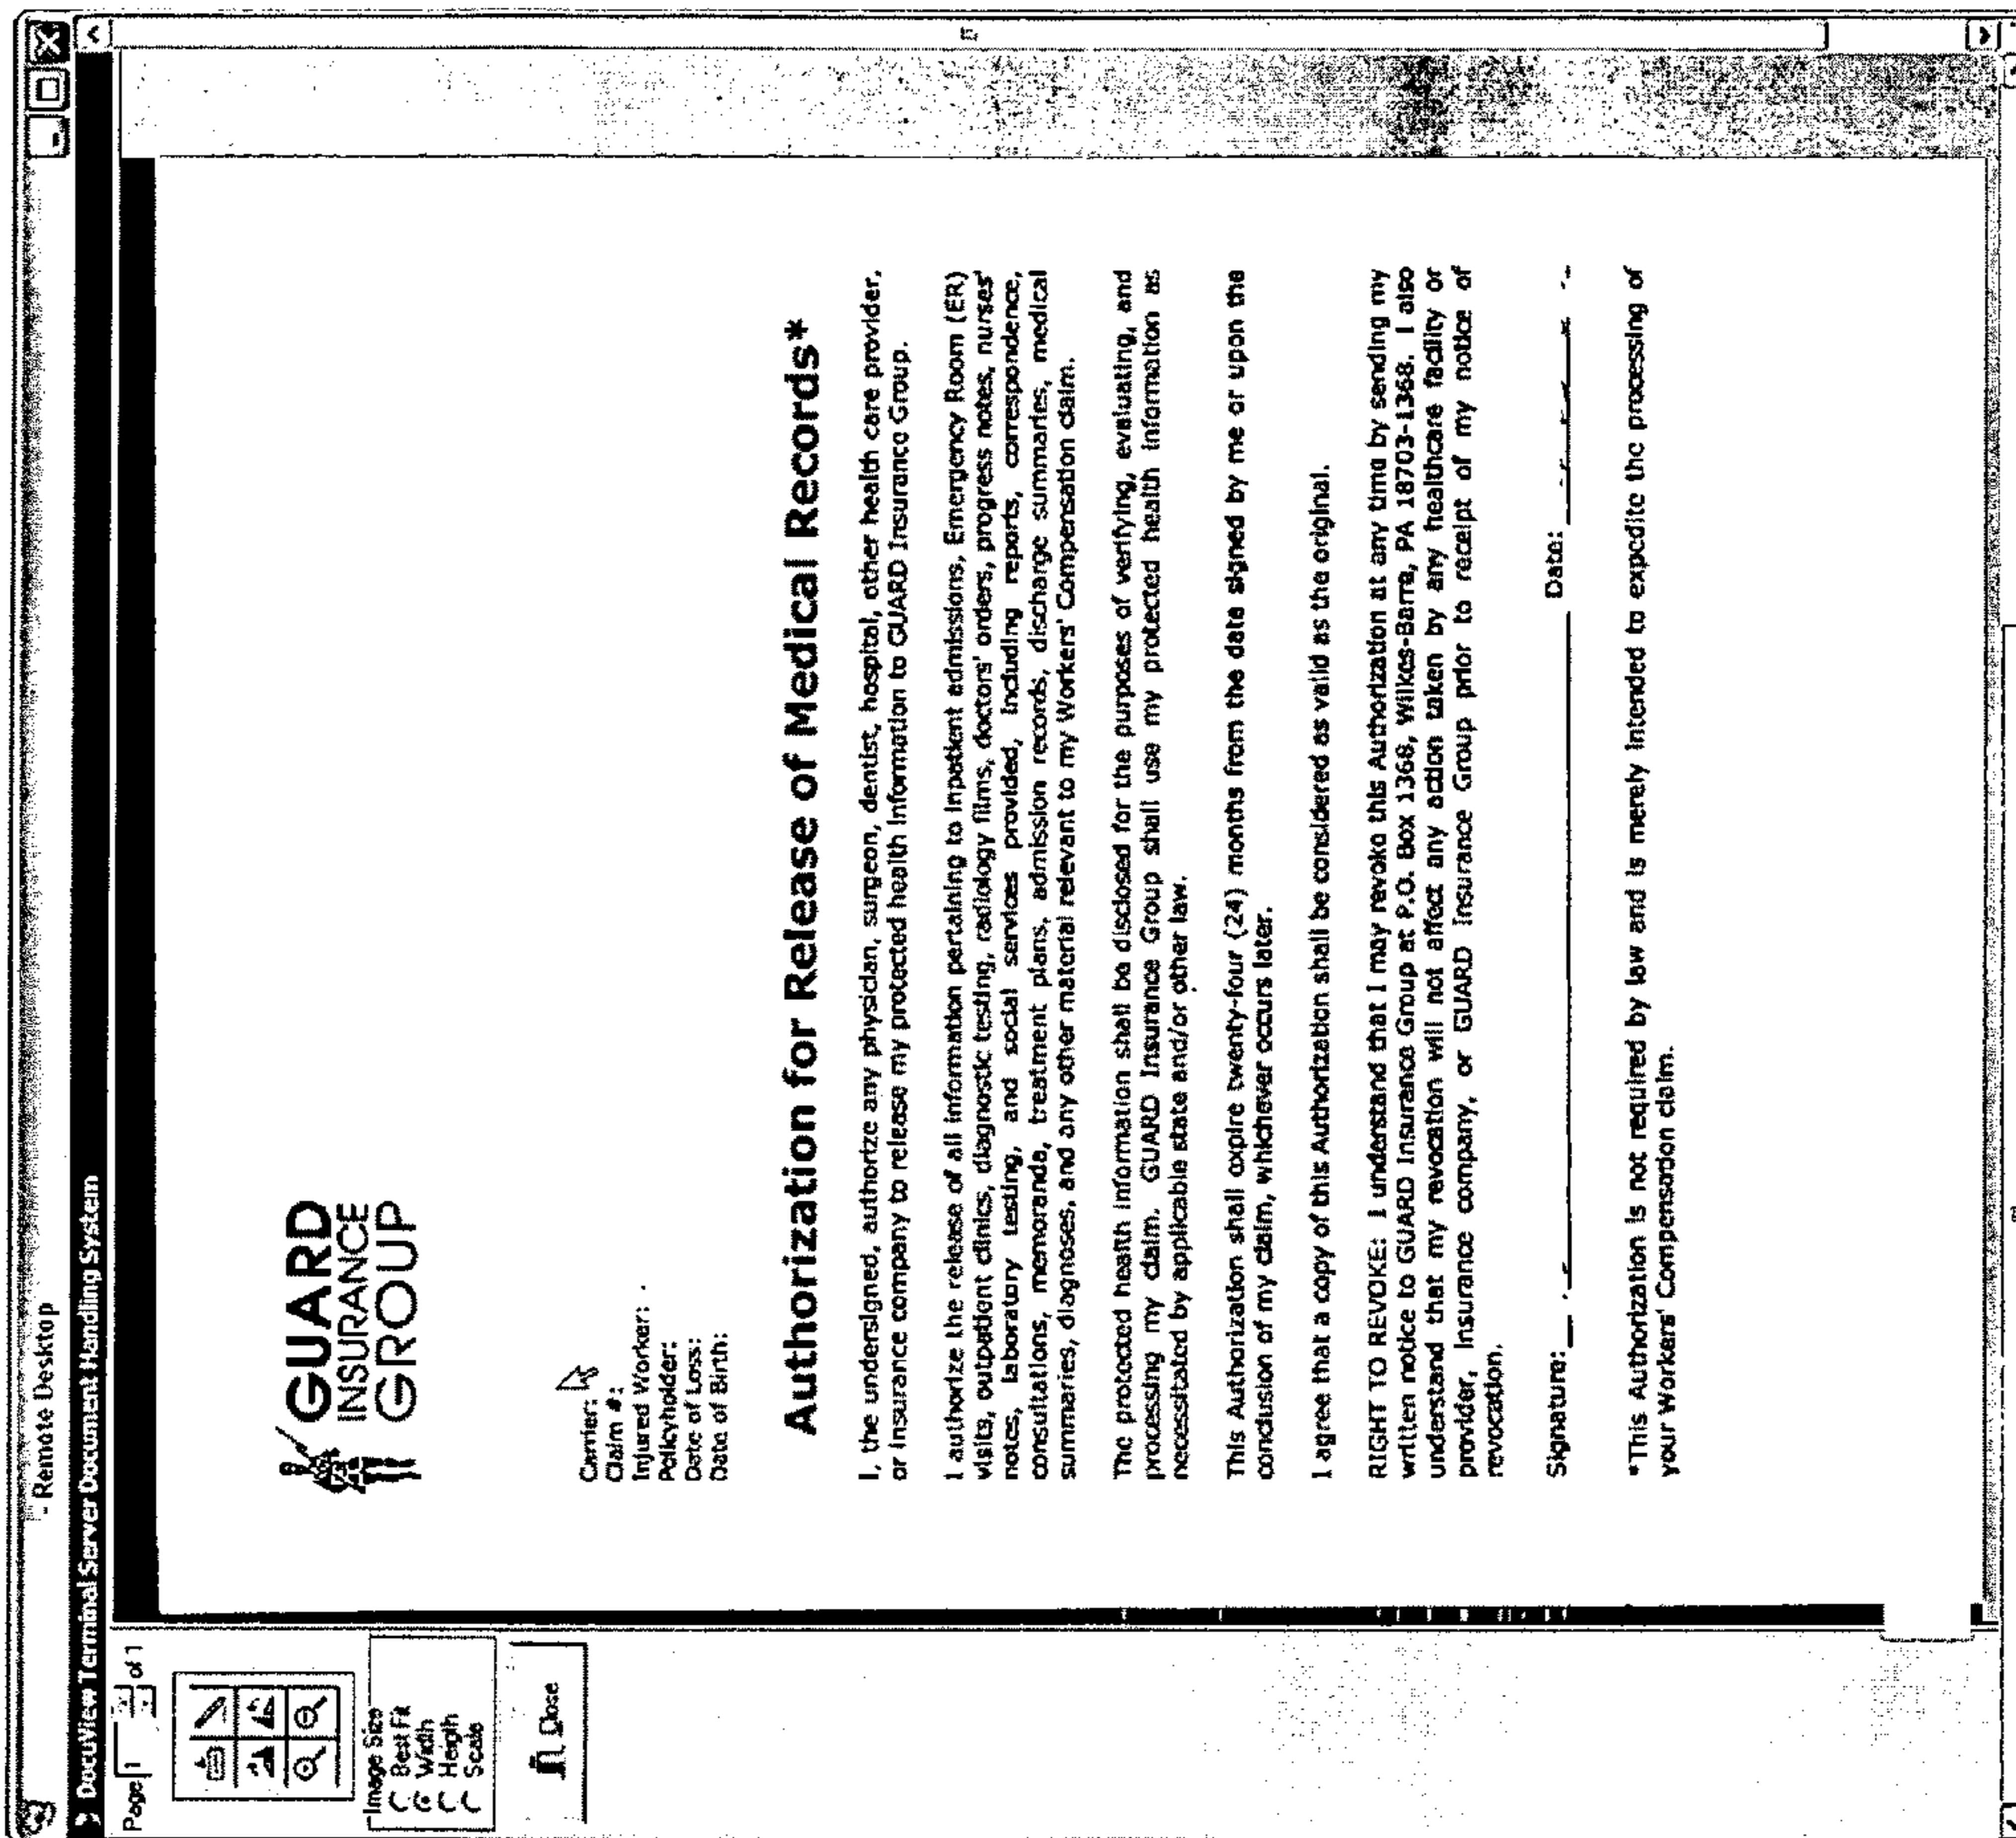 - Remote Desktop
DocuView Terminal Server Document Handling System
Page 1 of 1
Image Size
Best Fit
Width
Heigth
Scale
Close
GUARD
INSURANCE
GROUP
Carrier:
Claim #:
Injured Worker:
Policyholder:
Date of Loss:
Date of Birth:
Authorization for Release of Medical Records*
I, the undersigned, authorize any physician, surgeon, dentist, hospital, other health care provider,
or insurance company to release my protected health information to GUARD Insurance Group.
I authorize the release of all information pertaining to inpatient admissions, Emergency Room (ER)
visits, outpatient clinics, diagnostic testing, radiology films, doctors' orders, progress notes, nurses'
notes, laboratory testing, and social services provided, including reports, correspondence,
consultations, memoranda, treatment plans, admission records, discharge summaries, medical
summaries, diagnoses, and any other material relevant to my Workers' Compensation claim.
The protected health information shall be disclosed for the purposes of verifying, evaluating, and
processing my claim. GUARD Insurance Group shall use my protected health information as
necessitated by applicable state and/or other law.
This Authorization shall expire twenty-four (24) months from the date signed by me or upon the
conclusion of my claim, whichever occurs later.
I agree that a copy of this Authorization shall be considered as valid as the original.
RIGHT TO REVOKE: I understand that I may revoke this Authorization at any time by sending my
written notice to GUARD Insurance Group at P.O. Box 1368, Wilkes-Barre, PA 18703-1368. I also
understand that my revocation will not affect any action taken by any healthcare facility or
provider, insurance company, or GUARD Insurance Group prior to receipt of my notice of
revocation.
Signature: Date:
*This Authorization is not required by law and is merely intended to expedite the processing of
your Workers' Compensation claim.